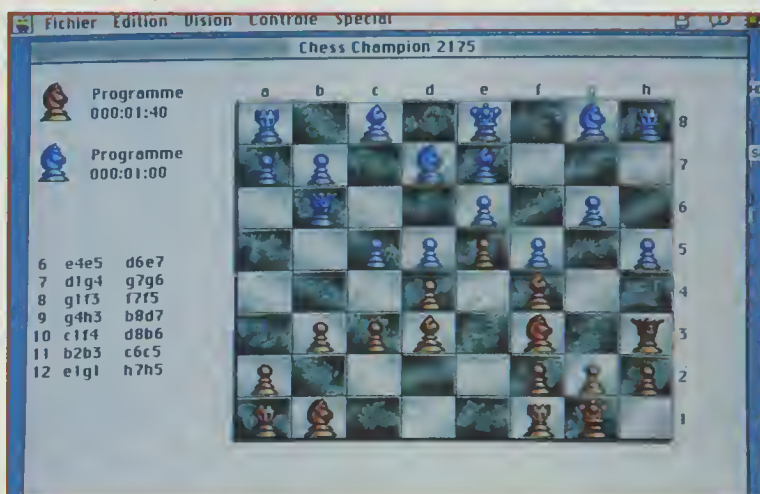 Fichier Edition Vision Contrôle Spécial
Chess Champion 2175
Programme
000:01:40
Programme
000:01:00
a b c d e f g h
8
7
6
5
4
3
2
1
6 e4e5 d6e7
7 d1g4 g7g6
8 g1f3 f7f5
9 g4h3 b8d7
10 c1f4 d8b6
11 b2b3 c6c5
12 e1g1 h7h5